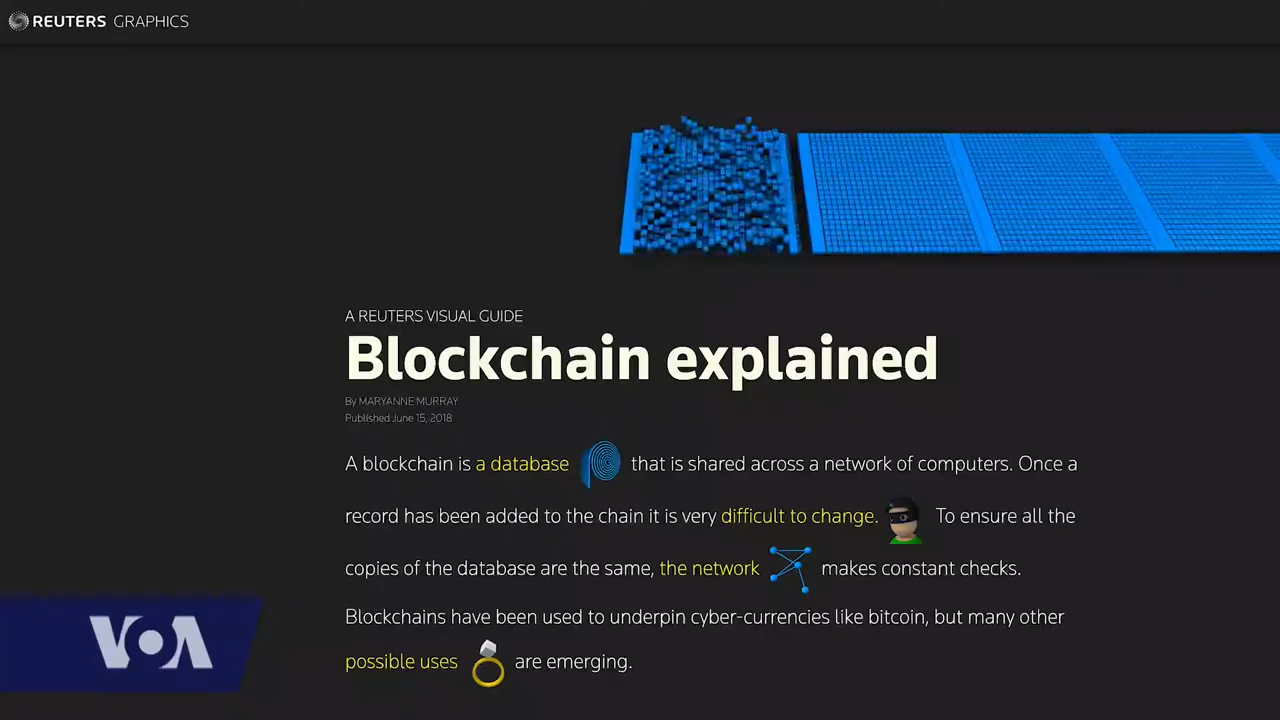 REUTERS GRAPHICS
A REUTERS VISUAL GUIDE
Blockchain explained
By MARYANNE MURRAY
Published June 15, 2018
A blockchain is a database that is shared across a network of computers. Once a
record has been added to the chain it is very difficult to change. To ensure all the
copies of the database are the same, the network makes constant checks.
Blockchains have been used to underpin cyber-currencies like bitcoin, but many other
possible uses are emerging.
VOA